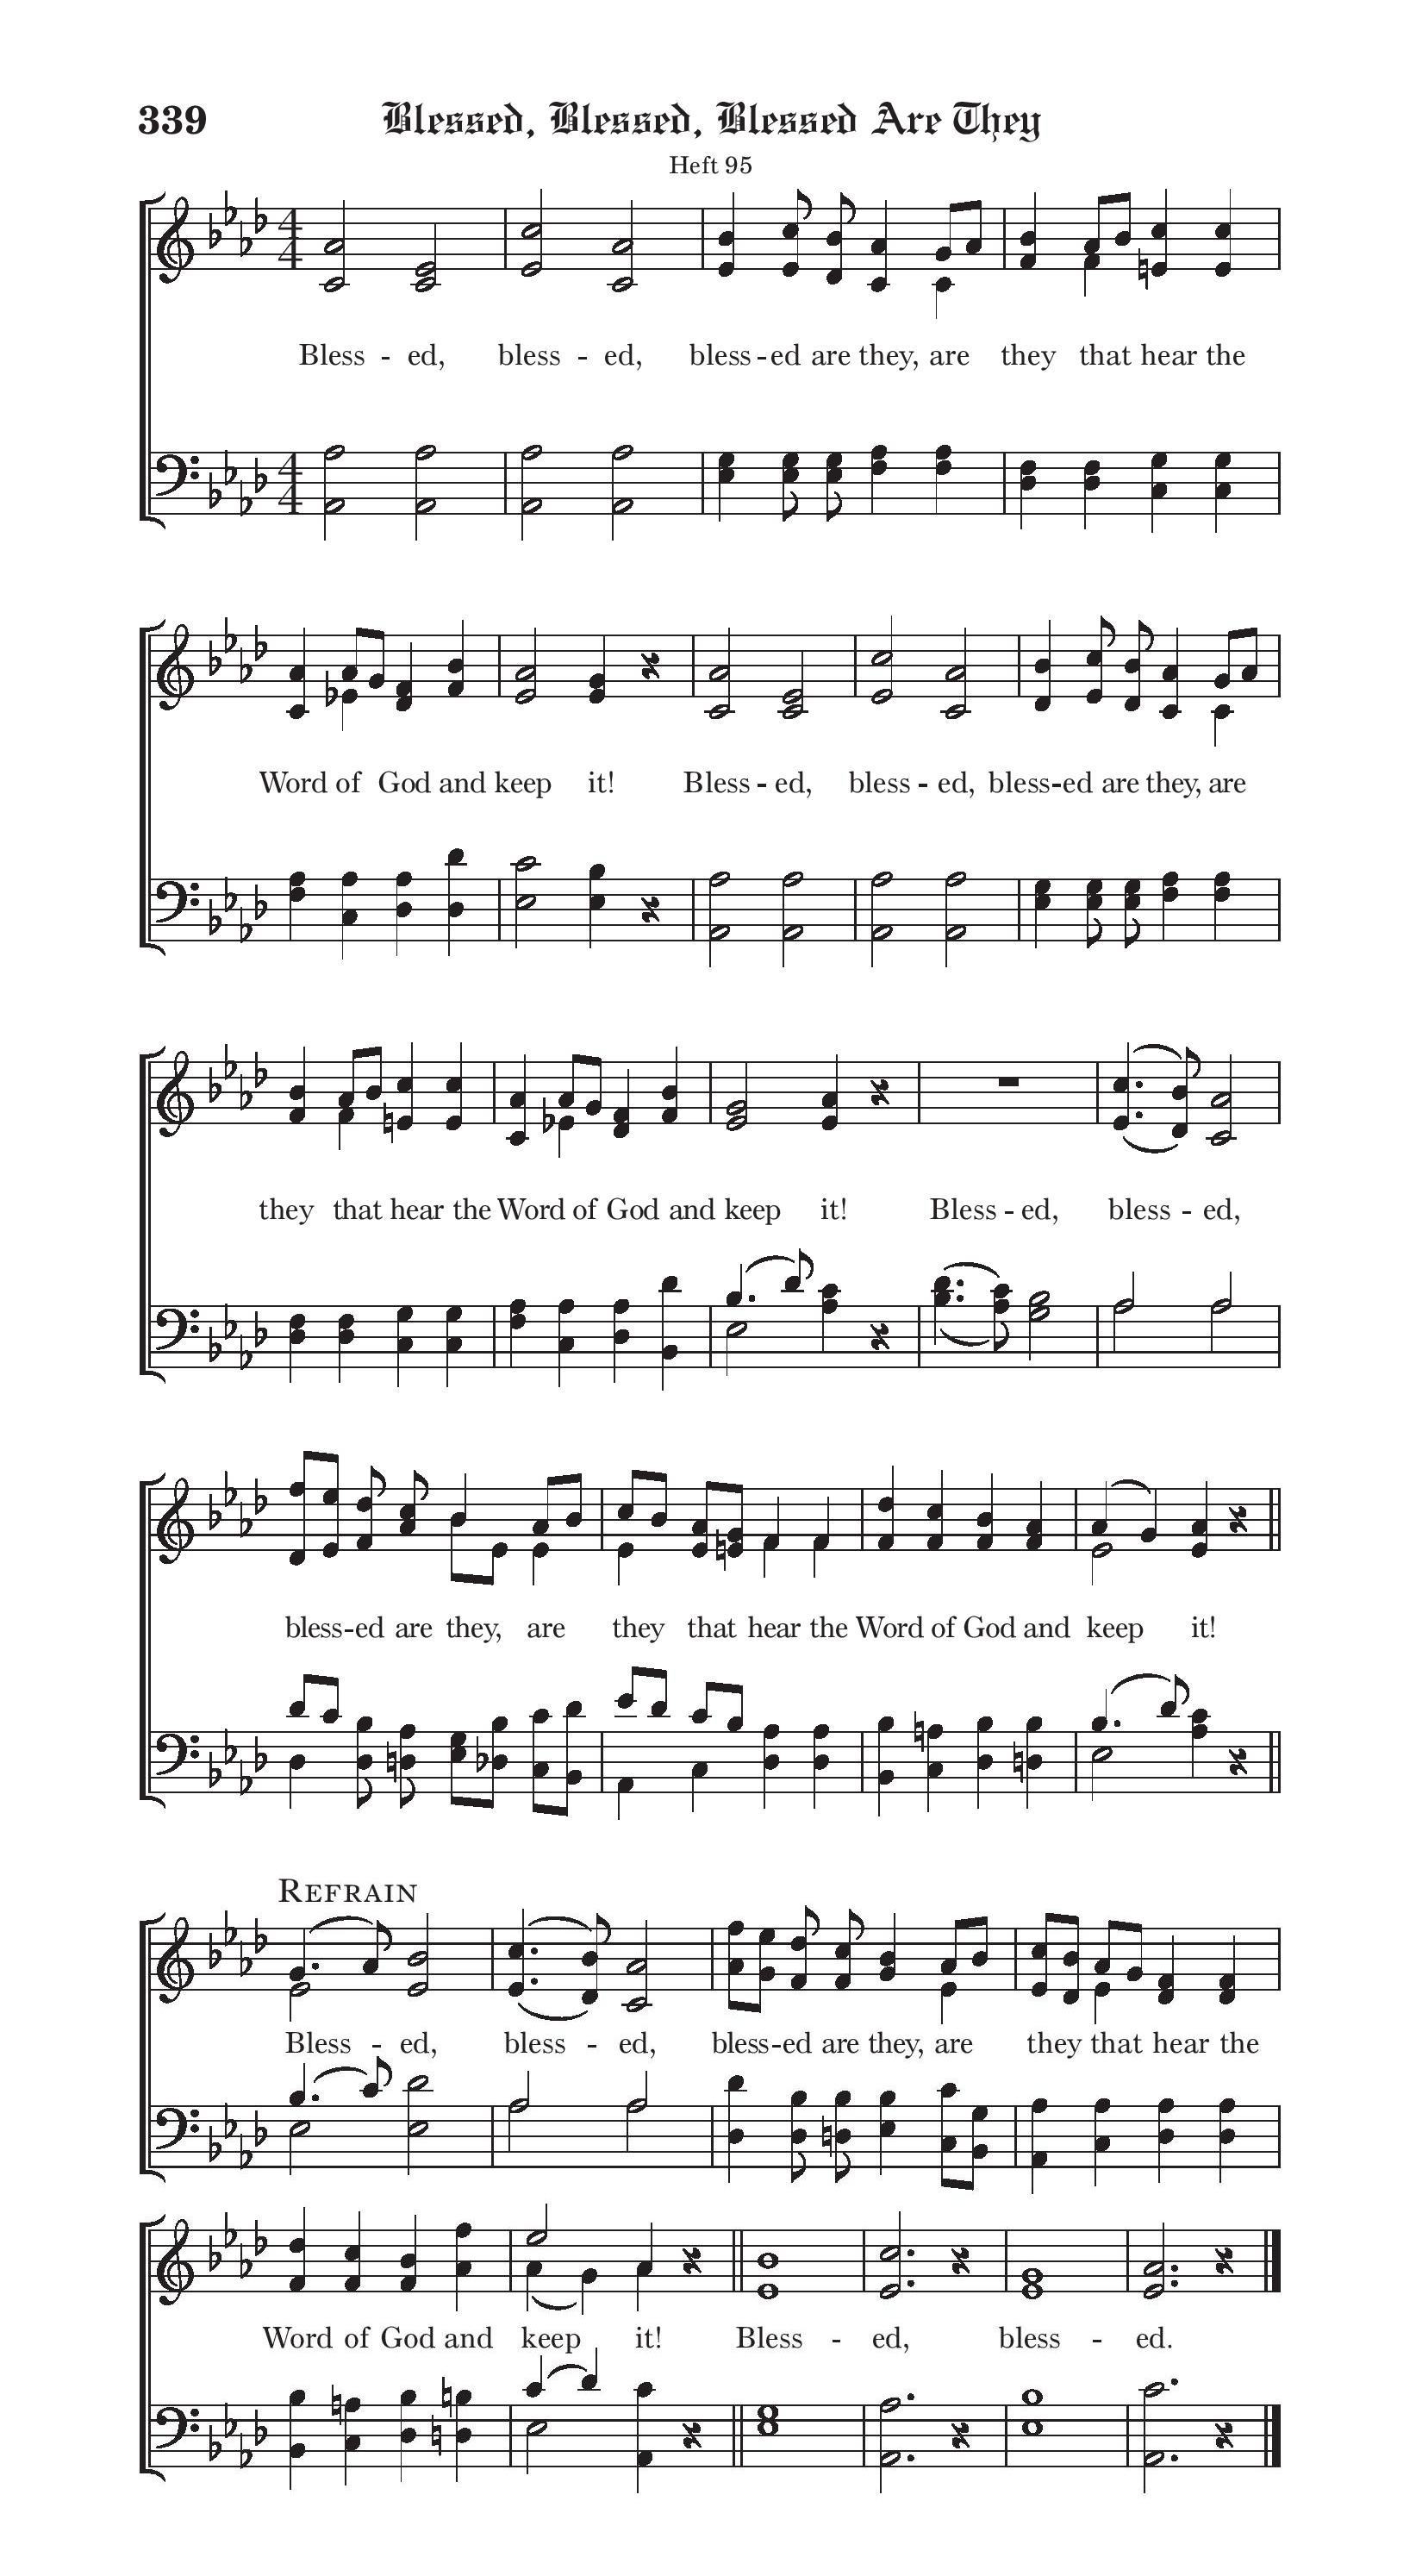 339 Blessed, Blessed, Blessed Are They
Heft 95
4 4
Bless - ed, bless - ed, bless - ed are they, are they that hear the
4 4
Word of God and keep it! Bless - ed, bless - ed, bless - ed are they, are
they that hear the Word of God and keep it! Bless - ed, bless - ed,
bless - ed are they, are they that hear the Word of God and keep it!
REFRAIN
Bless - ed, bless - ed, bless - ed are they, are they that hear the
Word of God and keep it! Bless - ed, bless - ed.